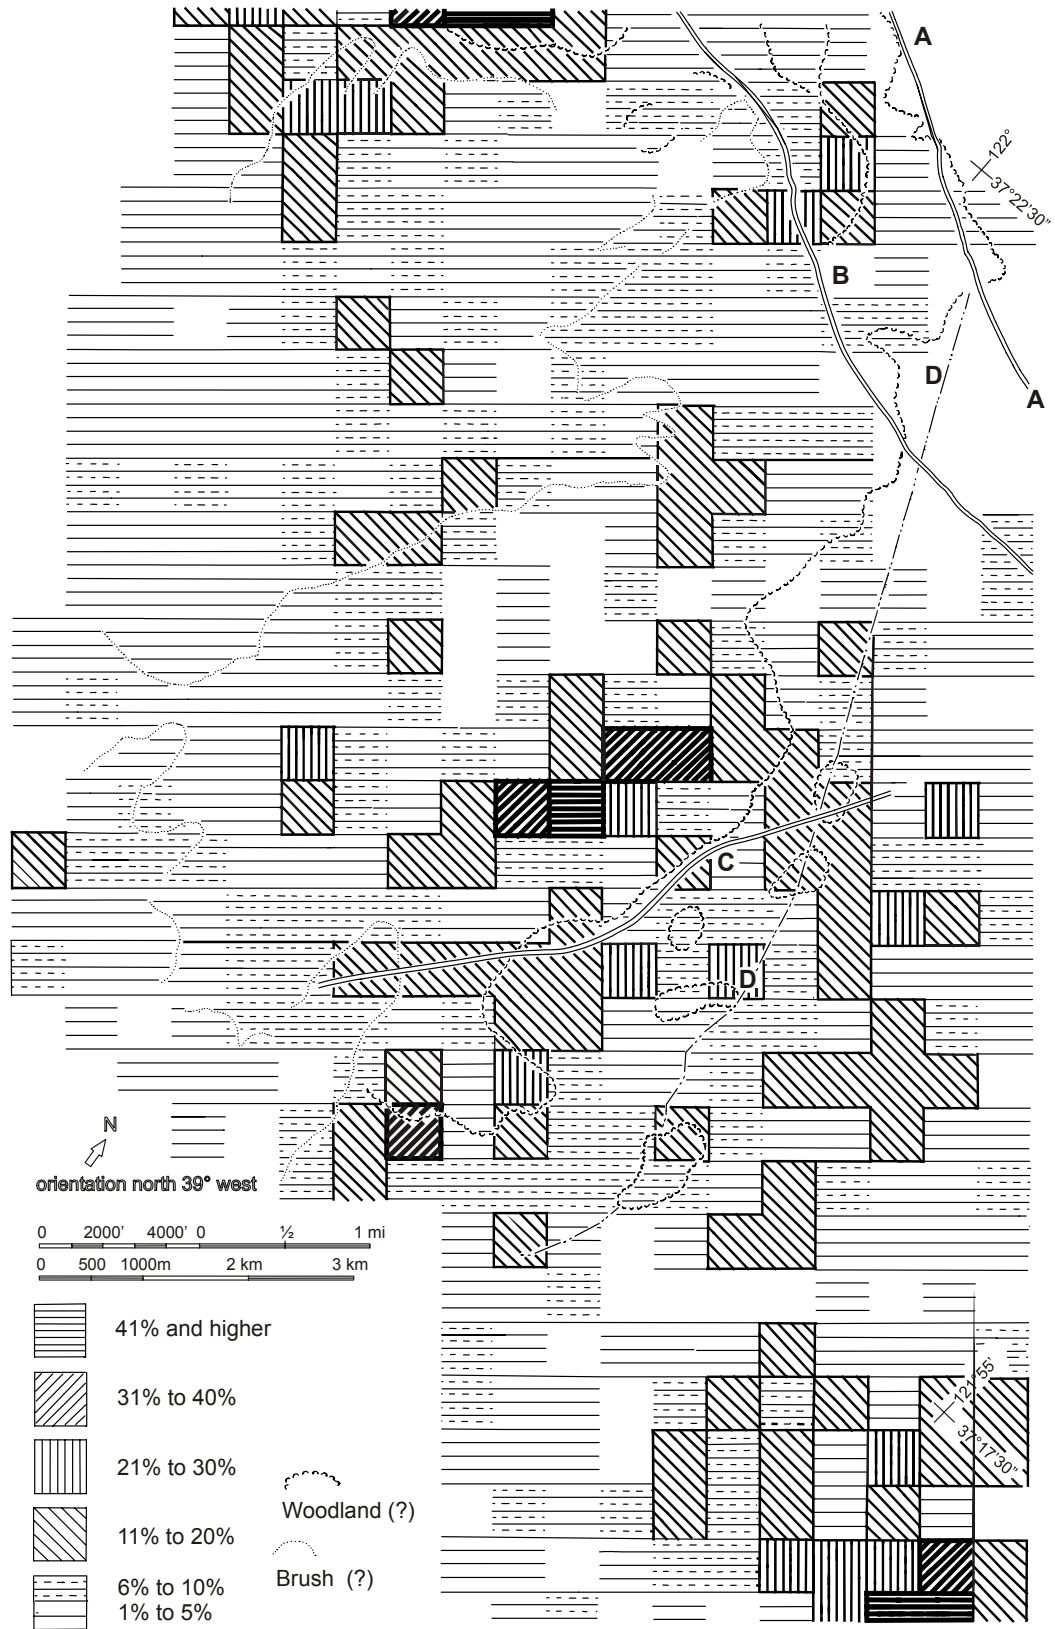 A
122°
37°22'30"
B
D
A
C
D
N
orientation north 39° west
0 2000' 4000' 0 ½ 1 mi
0 500 1000m 2 km 3 km
41% and higher
31% to 40%
21% to 30%
11% to 20%
6% to 10%
1% to 5%
Woodland (?)
Brush (?)
121°55'
37°17'30"